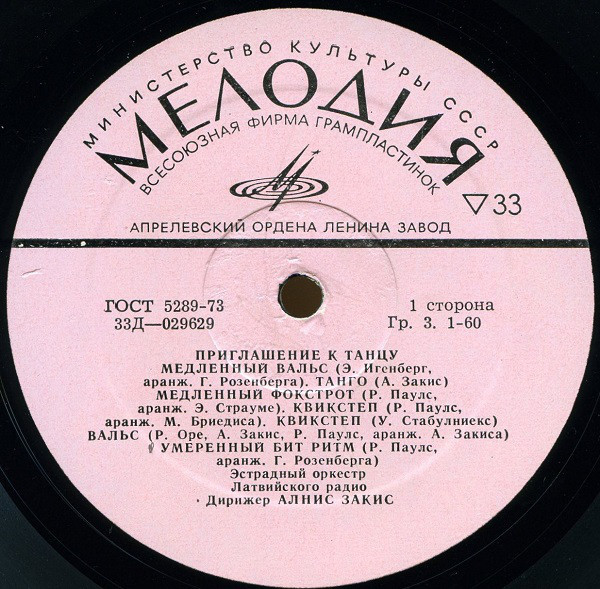 МИНИСТЕРСТВО КУЛЬТУРЫ СССР
МЕЛОДИЯ
ВСЕСОЮЗНАЯ ФИРМА ГРАМПЛАСТИНОК
33
АПРЕЛЕВСКИЙ ОРДЕНА ЛЕНИНА ЗАВОД
ГОСТ 5289-73
1 сторона
33Д—029629
Гр. 3. 1-60
ПРИГЛАШЕНИЕ К ТАНЦУ
МЕДЛЕННЫЙ ВАЛЬС (Э. Игенберг,
аранж. Г. Розенберга). ТАНГО (А. Закис)
МЕДЛЕННЫЙ ФОКСТРОТ (Р. Паулс,
аранж. Э. Страуме). КВИКСТЕП (Р. Паулс,
аранж. М. Бриедиса). КВИКСТЕП (У. Стабулниекс)
ВАЛЬС (Р. Оре, А. Закис, Р. Паулс, аранж. А. Закиса)
УМЕРЕННЫЙ БИТ РИТМ (Р. Паулс,
аранж. Г. Розенберга)
Эстрадный оркестр
Латвийского радио
Дирижер АЛНИС ЗАКИС